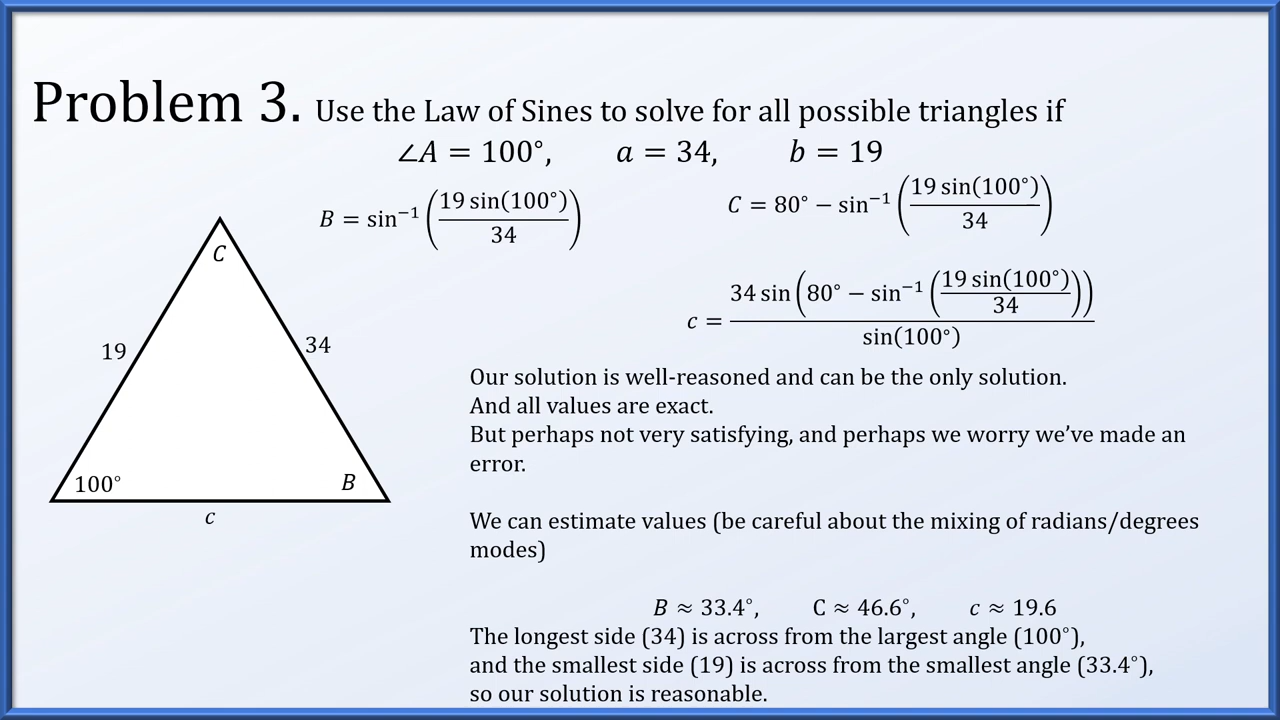 Problem 3. Use the Law of Sines to solve for all possible triangles if
∠A = 100°, a = 34, b = 19
B = sin⁻¹(19 sin(100°)/34)
C = 80° − sin⁻¹(19 sin(100°)/34)
c = 34 sin(80° − sin⁻¹(19 sin(100°)/34))/sin(100°)
C
19
34
100°
B
c
Our solution is well-reasoned and can be the only solution.
And all values are exact.
But perhaps not very satisfying, and perhaps we worry we’ve made an
error.
We can estimate values (be careful about the mixing of radians/degrees
modes)
B ≈ 33.4°, C ≈ 46.6°, c ≈ 19.6
The longest side (34) is across from the largest angle (100°),
and the smallest side (19) is across from the smallest angle (33.4°),
so our solution is reasonable.